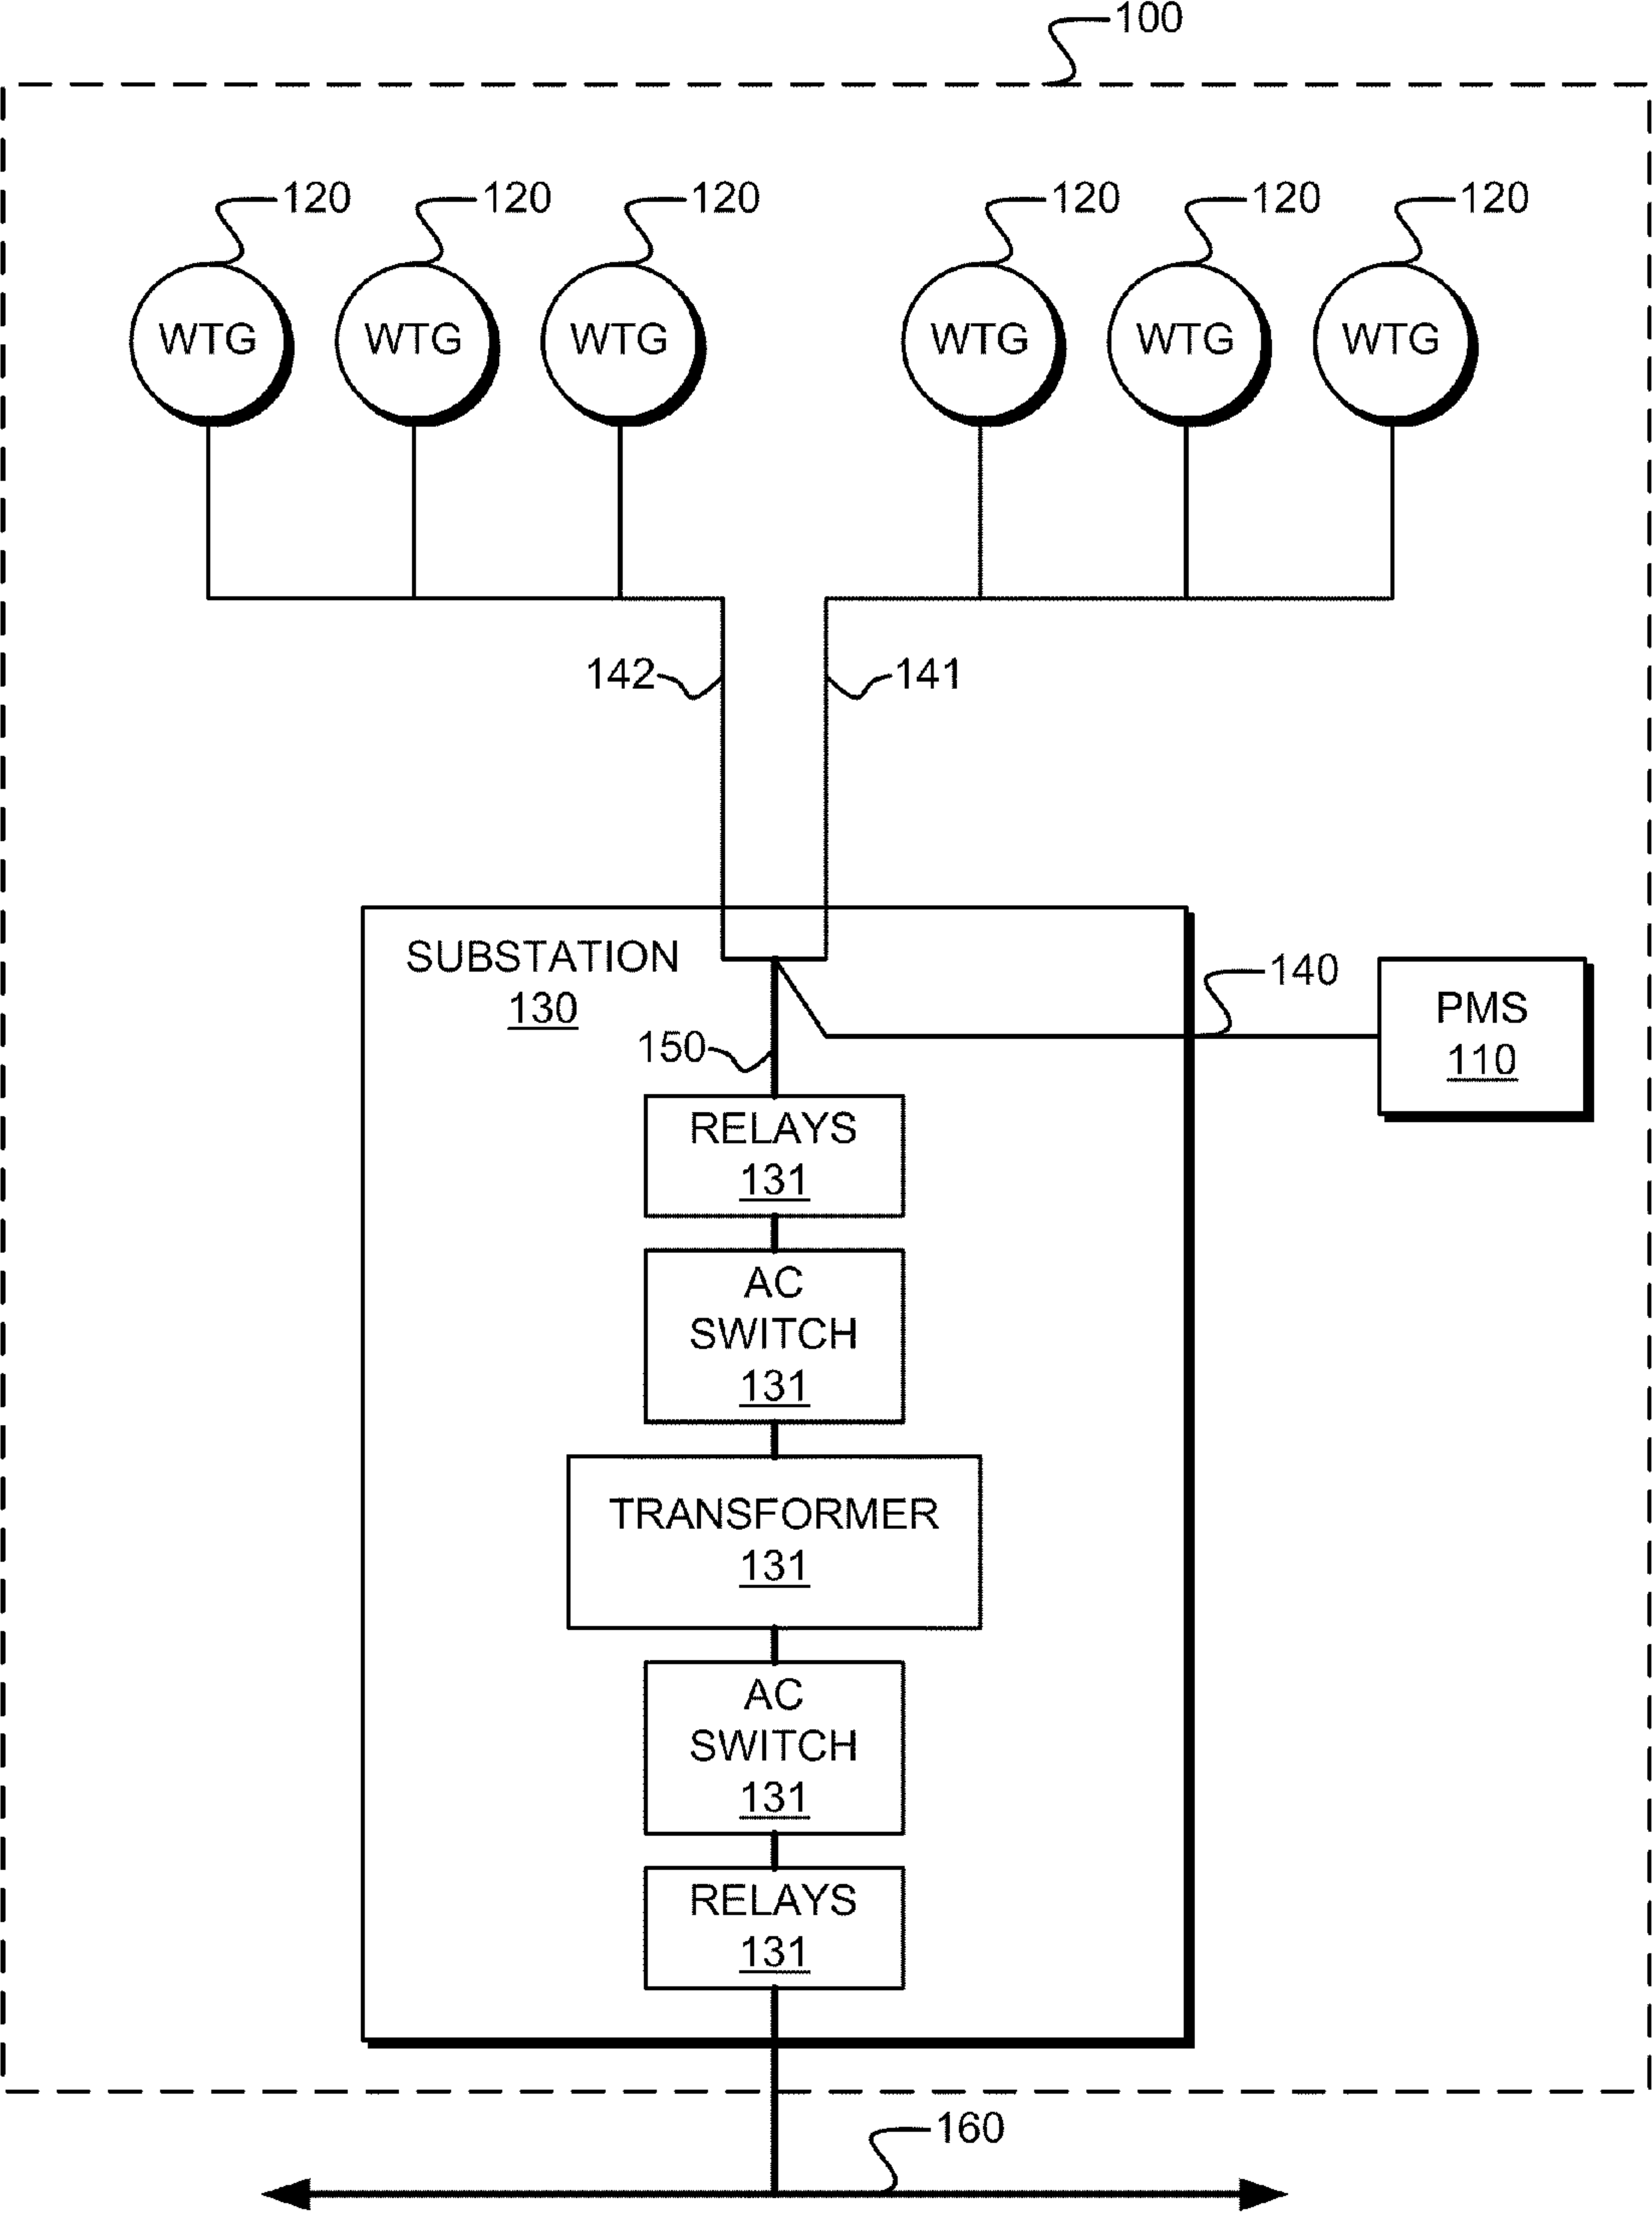 100
120 120 120 120 120 120
WTG WTG WTG WTG WTG WTG
142 141
SUBSTATION
130
140
PMS
110
150
RELAYS
131
AC
SWITCH
131
TRANSFORMER
131
AC
SWITCH
131
RELAYS
131
160